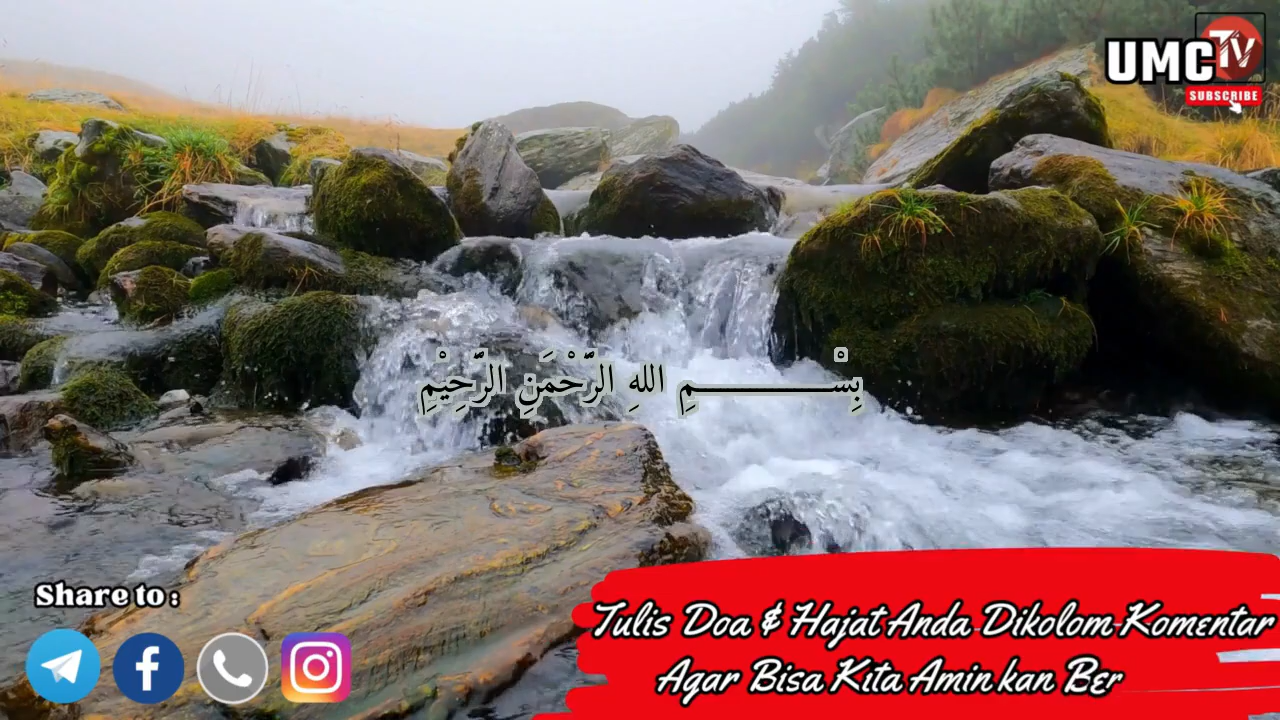 UMC TV
SUBSCRIBE
بِسْــــــــــــمِ اللهِ الرَّحْمَنِ الرَّحِيْمِ
Share to :
Tulis Doa & Hajat Anda Dikolom Komentar
Agar Bisa Kita Amin kan Ber